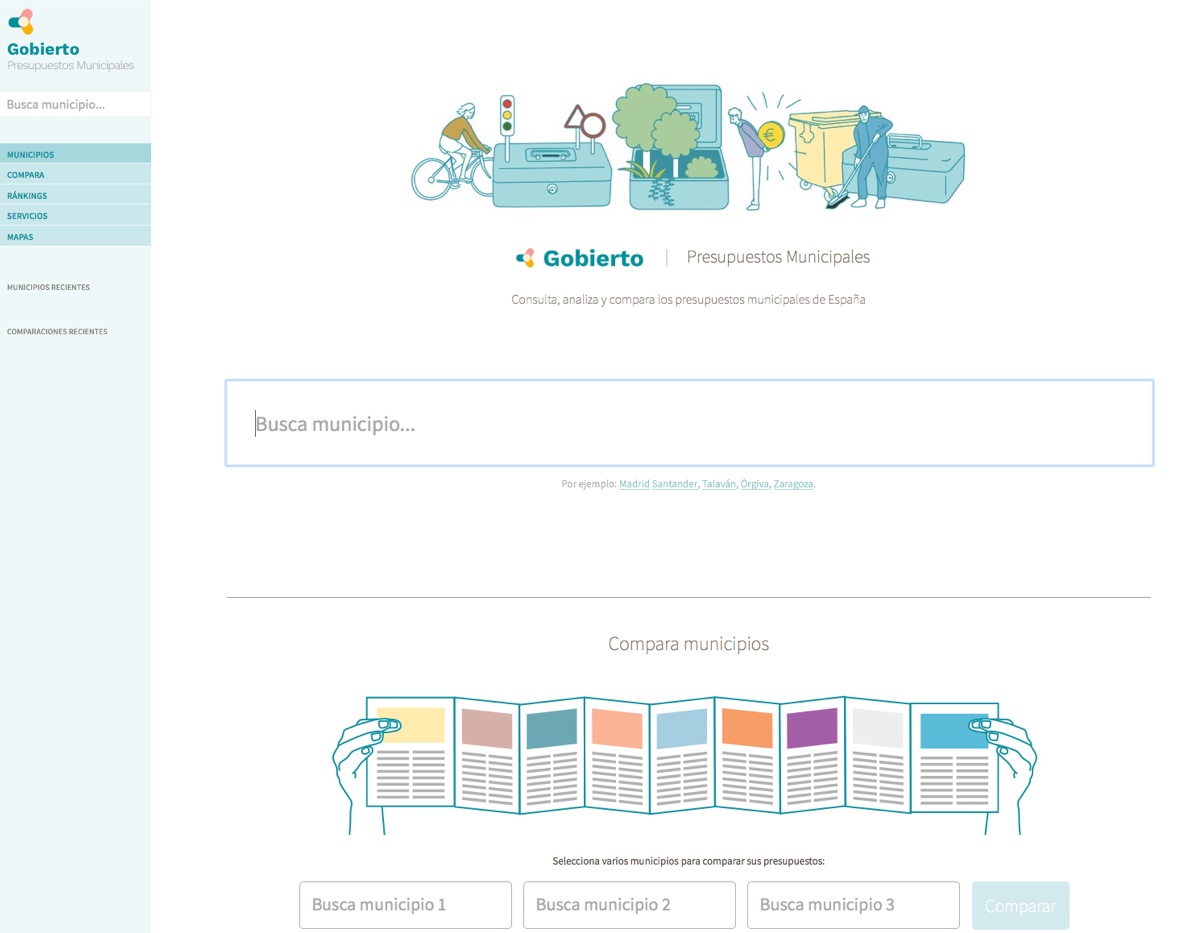 Gobierto
Presupuestos Municipales
Busca municipio...
MUNICIPIOS
COMPARA
RÁNKINGS
SERVICIOS
MAPAS
MUNICIPIOS RECIENTES
COMPARACIONES RECIENTES
€
Gobierto | Presupuestos Municipales
Consulta, analiza y compara los presupuestos municipales de España
Busca municipio...
Por ejemplo: Madrid Santander, Talaván, Órgiva, Zaragoza.
Compara municipios
Selecciona varios municipios para comparar sus presupuestos:
Busca municipio 1 Busca municipio 2 Busca municipio 3 Comparar